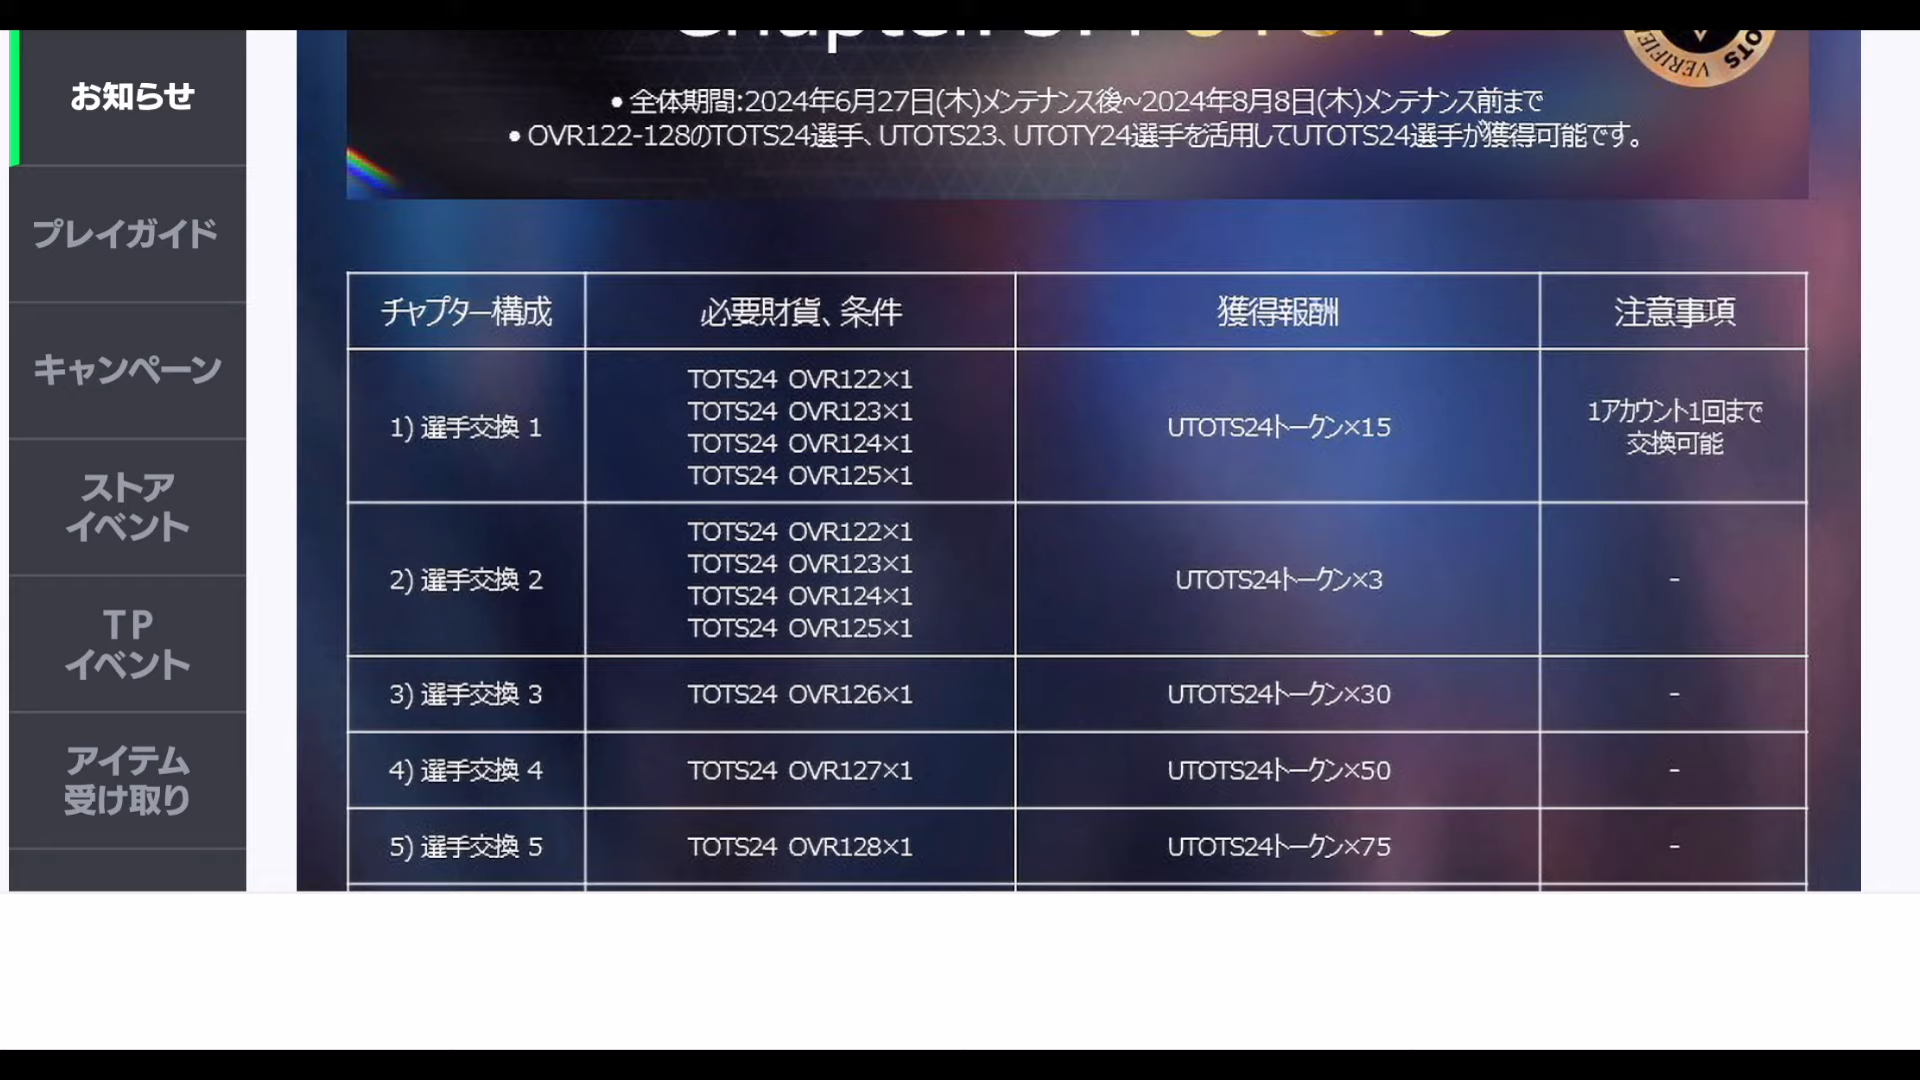 お知らせ
プレイガイド
キャンペーン
ストア
イベント
TP
イベント
アイテム
受け取り
VERIFIE
TOTS
• 全体期間:2024年6月27日(木)メンテナンス後~2024年8月8日(木)メンテナンス前まで
• OVR122-128のTOTS24選手、UTOTS23、UTOTY24選手を活用してUTOTS24選手が獲得可能です。
チャプター構成 必要財貨、条件 獲得報酬 注意事項
1) 選手交換 1
TOTS24 OVR122×1
TOTS24 OVR123×1
TOTS24 OVR124×1
TOTS24 OVR125×1
UTOTS24トークン×15
1アカウント1回まで
交換可能
2) 選手交換 2
TOTS24 OVR122×1
TOTS24 OVR123×1
TOTS24 OVR124×1
TOTS24 OVR125×1
UTOTS24トークン×3
-
3) 選手交換 3 TOTS24 OVR126×1 UTOTS24トークン×30 -
4) 選手交換 4 TOTS24 OVR127×1 UTOTS24トークン×50 -
5) 選手交換 5 TOTS24 OVR128×1 UTOTS24トークン×75 -